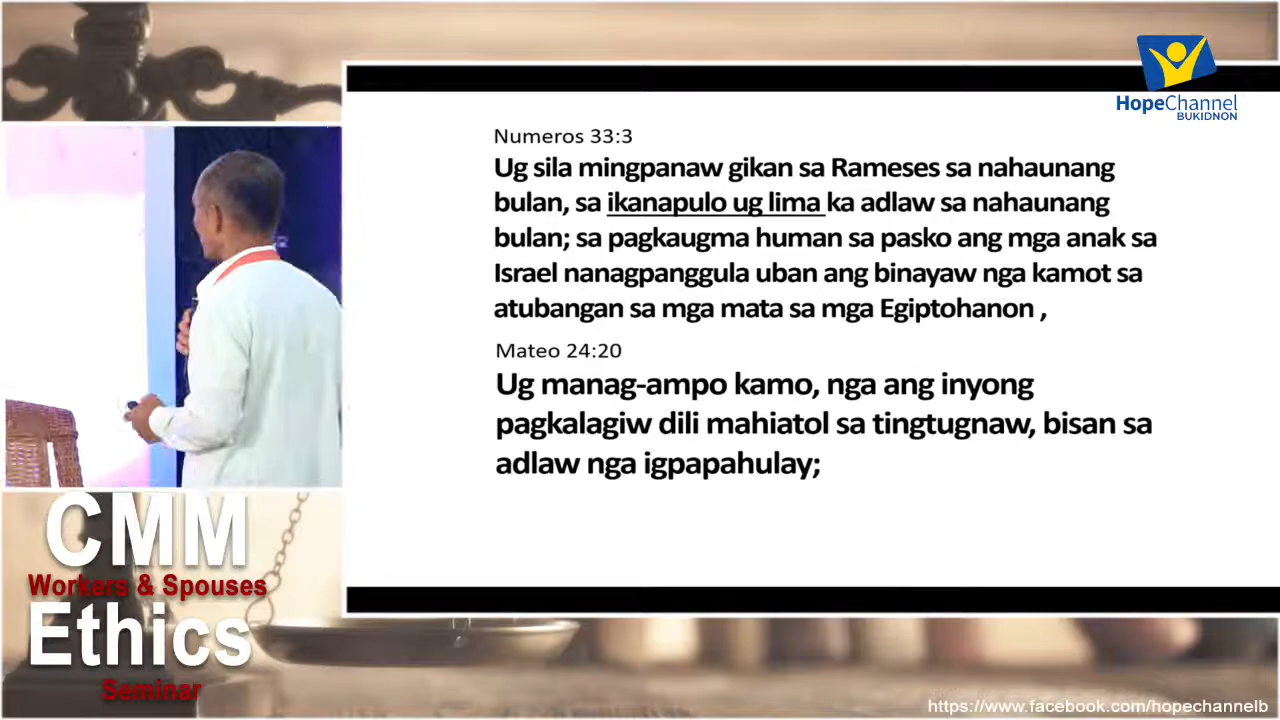 HopeChannel
BUKIDNON
Numeros 33:3
Ug sila mingpanaw gikan sa Rameses sa nahaunang
bulan, sa ikanapulo ug lima ka adlaw sa nahaunang
bulan; sa pagkaugma human sa pasko ang mga anak sa
Israel nanagpanggula uban ang binayaw nga kamot sa
atubangan sa mga mata sa mga Egiptohanon ,
Mateo 24:20
Ug manag-ampo kamo, nga ang inyong
pagkalagiw dili mahiatol sa tingtugnaw, bisan sa
adlaw nga igpapahulay;
CMM
Workers & Spouses
Ethics
Seminar
https://www.facebook.com/hopechannelb